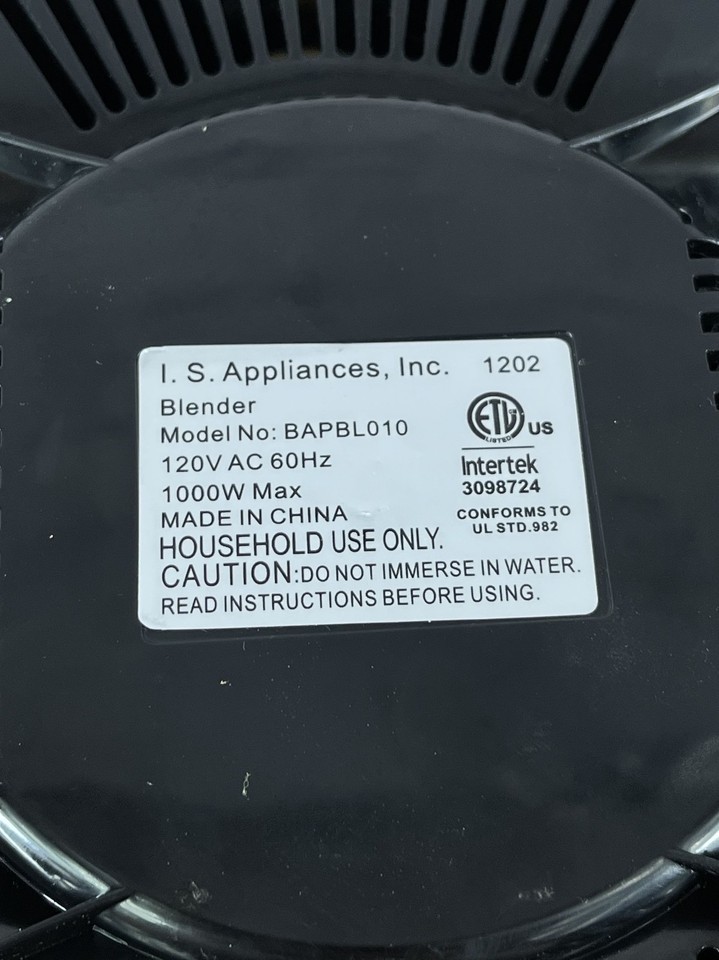 I. S. Appliances, Inc. 1202
Blender
Model No: BAPBL010
120V AC 60Hz
1000W Max
MADE IN CHINA
ETL US
LISTED
Intertek
3098724
CONFORMS TO
UL STD.982
HOUSEHOLD USE ONLY.
CAUTION:DO NOT IMMERSE IN WATER.
READ INSTRUCTIONS BEFORE USING.